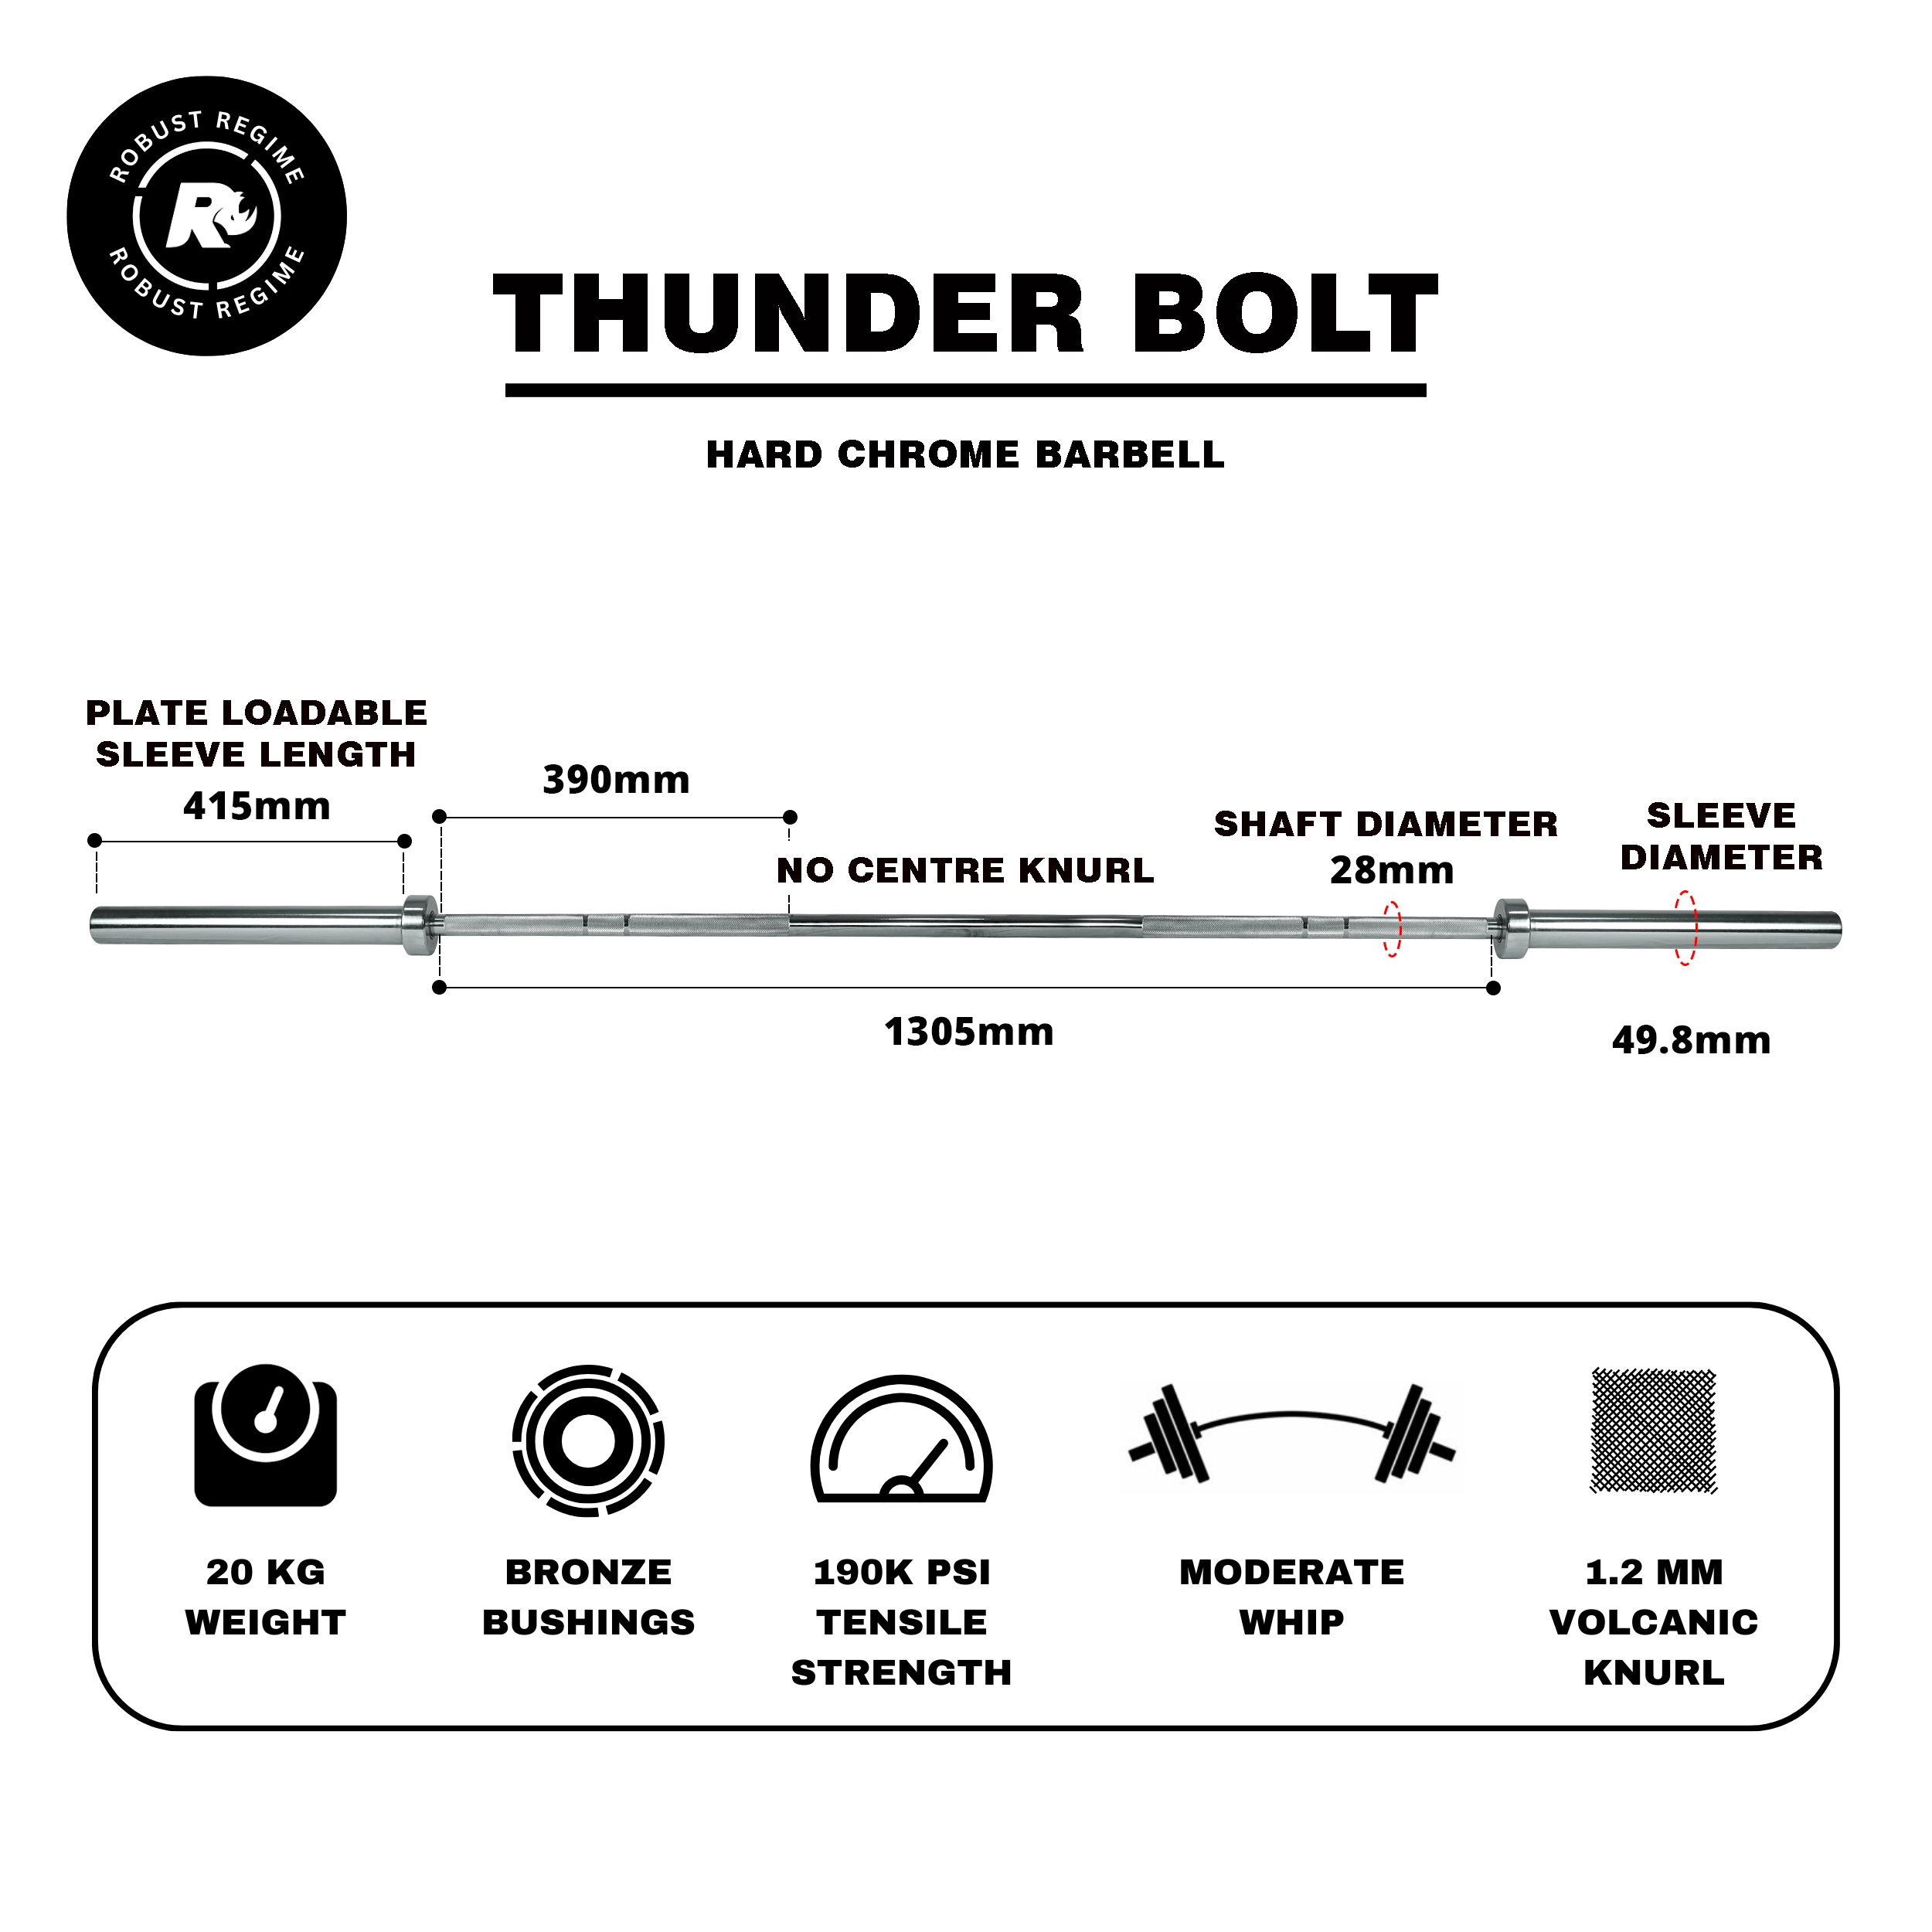 ROBUST REGIME
R
ROBUST REGIME
THUNDER BOLT
HARD CHROME BARBELL
PLATE LOADABLE
SLEEVE LENGTH
415mm
390mm
NO CENTRE KNURL
SHAFT DIAMETER
28mm
SLEEVE
DIAMETER
1305mm
49.8mm
20 KG
WEIGHT
BRONZE
BUSHINGS
190K PSI
TENSILE
STRENGTH
MODERATE
WHIP
1.2 MM
VOLCANIC
KNURL